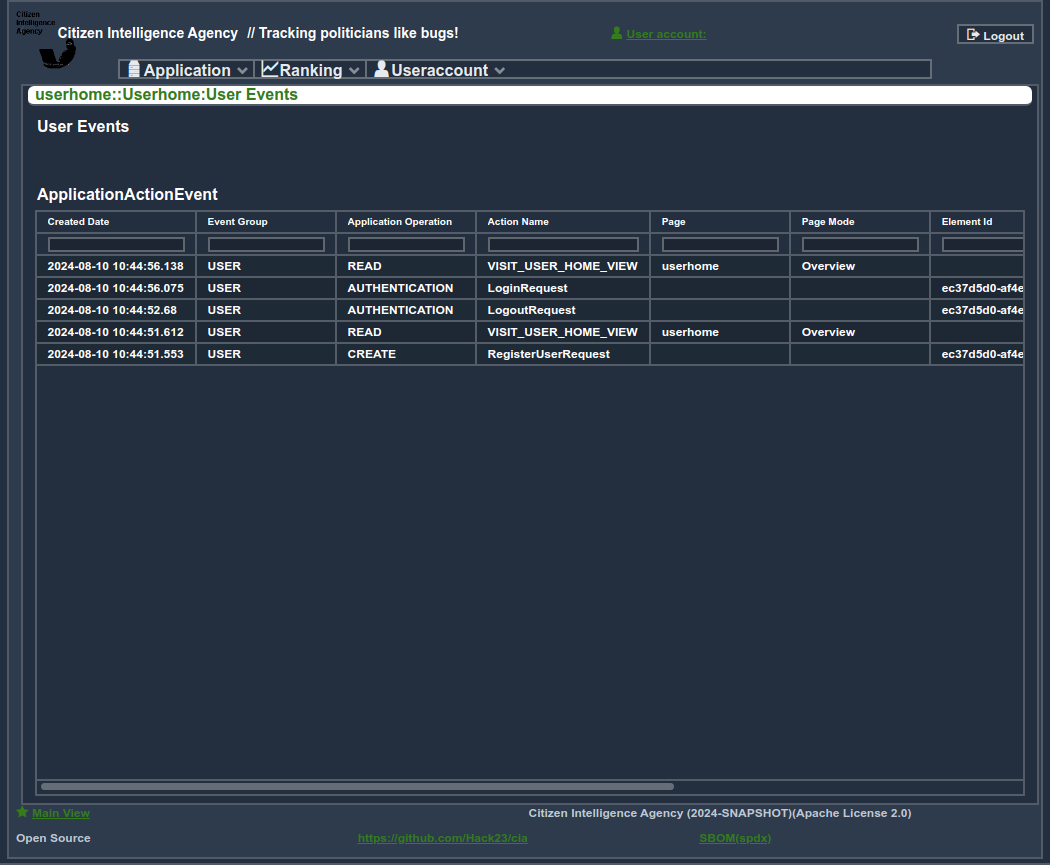 Citizen
Intelligence
Agency
Citizen Intelligence Agency // Tracking politicians like bugs!
User account:
Logout
Application Ranking Useraccount
userhome::Userhome:User Events
User Events
ApplicationActionEvent
Created Date Event Group Application Operation Action Name Page Page Mode Element Id
2024-08-10 10:44:56.138 USER READ VISIT_USER_HOME_VIEW userhome Overview
2024-08-10 10:44:56.075 USER AUTHENTICATION LoginRequest ec37d5d0-af4e
2024-08-10 10:44:52.68 USER AUTHENTICATION LogoutRequest ec37d5d0-af4e
2024-08-10 10:44:51.612 USER READ VISIT_USER_HOME_VIEW userhome Overview
2024-08-10 10:44:51.553 USER CREATE RegisterUserRequest ec37d5d0-af4e
Main View Citizen Intelligence Agency (2024-SNAPSHOT)(Apache License 2.0)
Open Source https://github.com/Hack23/cia SBOM(spdx)